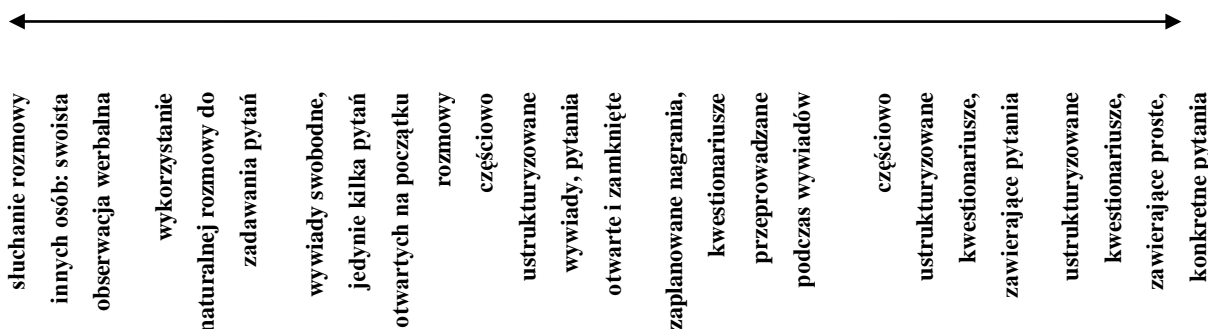 słuchanie rozmowy
innych osób: swoista
obserwacja werbalna
wykorzystanie
naturalnej rozmowy do
zadawania pytań
wywiady swobodne,
jedynie kilka pytań
otwartych na początku
rozmowy
częściowo
ustrukturyzowane
wywiady, pytania
otwarte i zamknięte
zaplanowane nagrania,
kwestionariusze
przeprowadzane
podczas wywiadów
częściowo
ustrukturyzowane
kwestionariusze,
zawierające pytania
ustrukturyzowane
kwestionariusze,
zawierające proste,
konkretne pytania